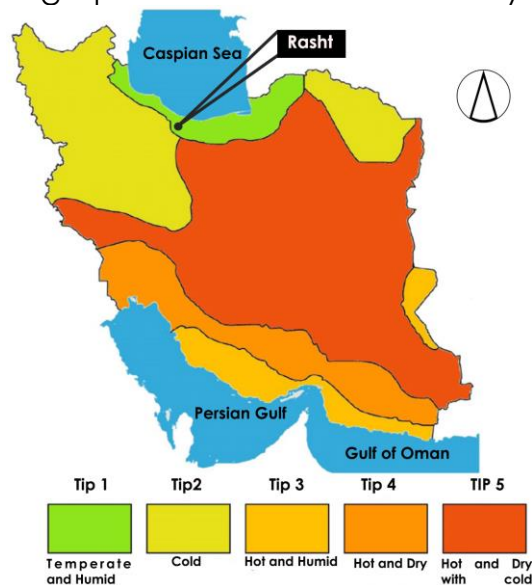 Rasht
Caspian Sea
Persian Gulf
Gulf of Oman
Tip 1 Tip2 Tip 3 Tip 4 TIP 5
Temperate and Humid
Cold
Hot and Humid
Hot and Dry
Hot and
with cold